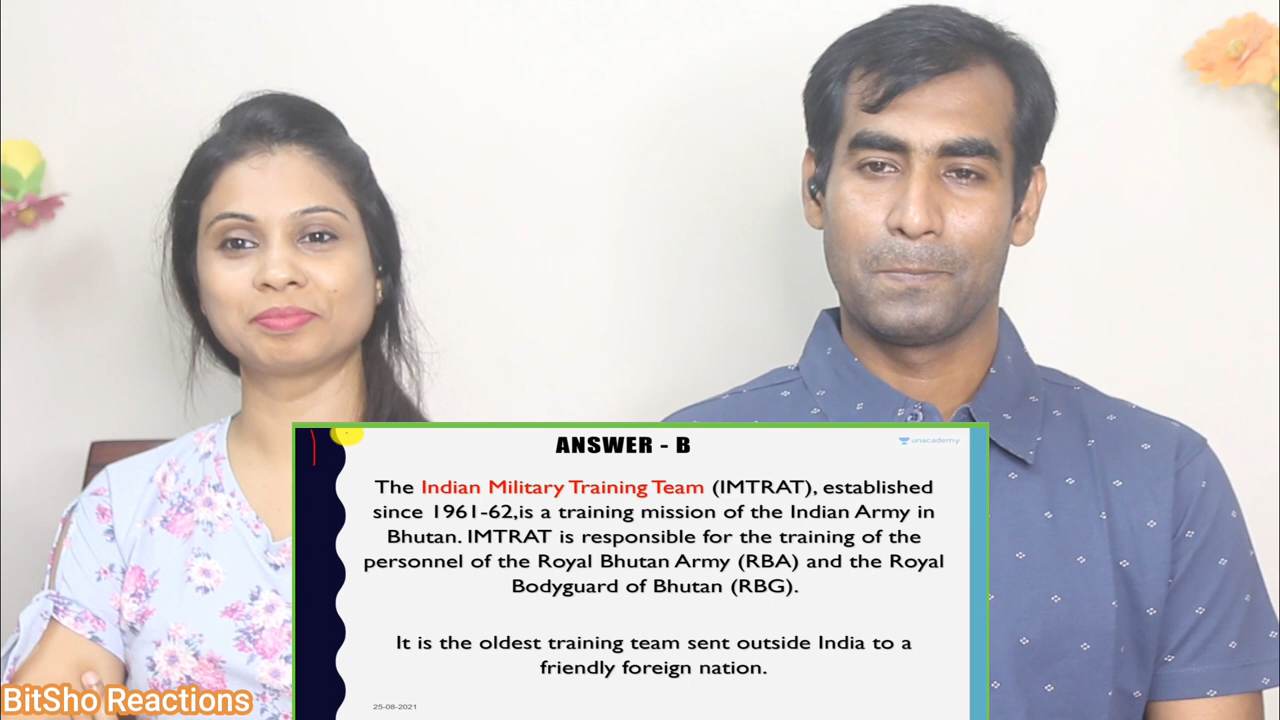 ANSWER - B
unacademy
The Indian Military Training Team (IMTRAT), established
since 1961-62,is a training mission of the Indian Army in
Bhutan. IMTRAT is responsible for the training of the
personnel of the Royal Bhutan Army (RBA) and the Royal
Bodyguard of Bhutan (RBG).
It is the oldest training team sent outside India to a
friendly foreign nation.
25-08-2021
BitSho Reactions